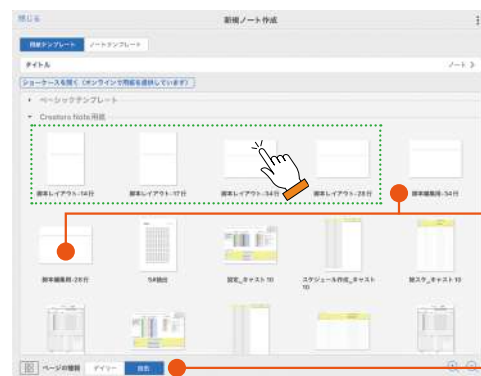 閉じる
新規ノート作成
用紙テンプレート
ノートテンプレート
タイトル
ノート
ショーケースを開く（オンラインで用紙を選択しています）
ベーシックテンプレート
Creators Note用紙
脚本レイアウト-14行
脚本レイアウト-17行
脚本レイアウト-34行
脚本レイアウト-28行
脚本編集用-34行
脚本編集用-28行
S#抽出
設定_キャスト10
スケジュール作成_キャスト
10
総スケ_キャスト10
ページの種類
デイリー
自由